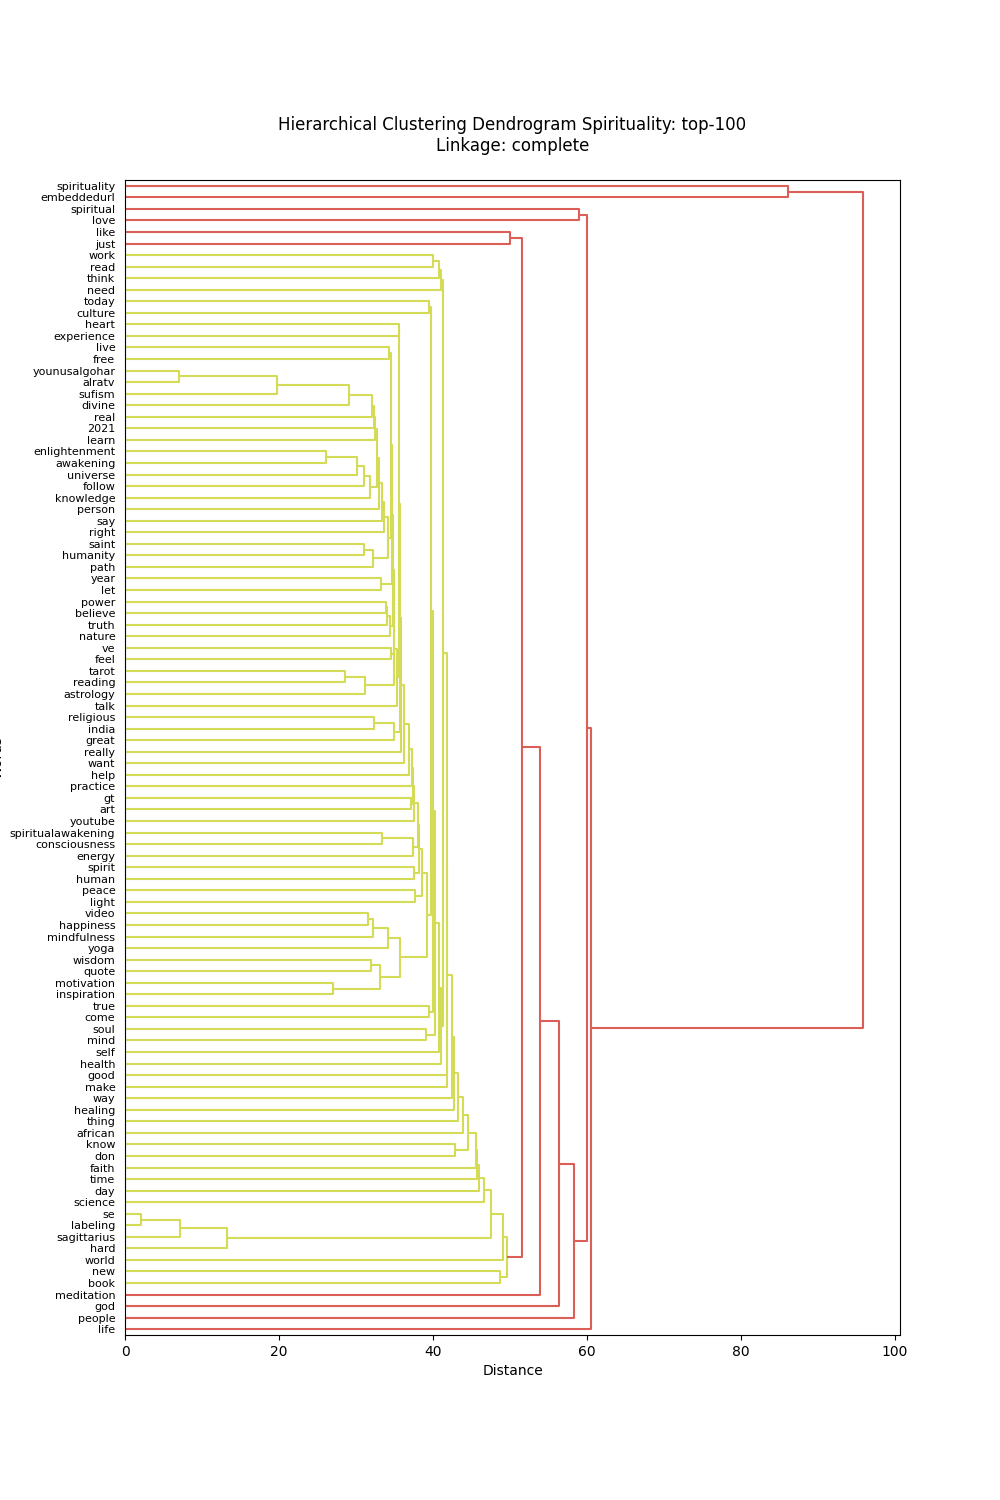 Hierarchical Clustering Dendrogram Spirituality: top-100
Linkage: complete
spirituality
embeddedurl
spiritual
love
like
just
work
read
think
need
today
culture
heart
experience
live
free
younusalgohar
alratv
sufism
divine
real
2021
learn
enlightenment
awakening
universe
follow
knowledge
person
say
right
saint
humanity
path
year
let
power
believe
truth
nature
ve
feel
tarot
reading
astrology
talk
religious
india
great
really
want
help
practice
gt
art
youtube
spiritualawakening
consciousness
energy
spirit
human
peace
light
video
happiness
mindfulness
yoga
wisdom
quote
motivation
inspiration
true
come
soul
mind
self
health
good
make
way
healing
thing
african
know
don
faith
time
day
science
se
labeling
sagittarius
hard
world
new
book
meditation
god
people
life
0 20 40 60 80 100
Distance